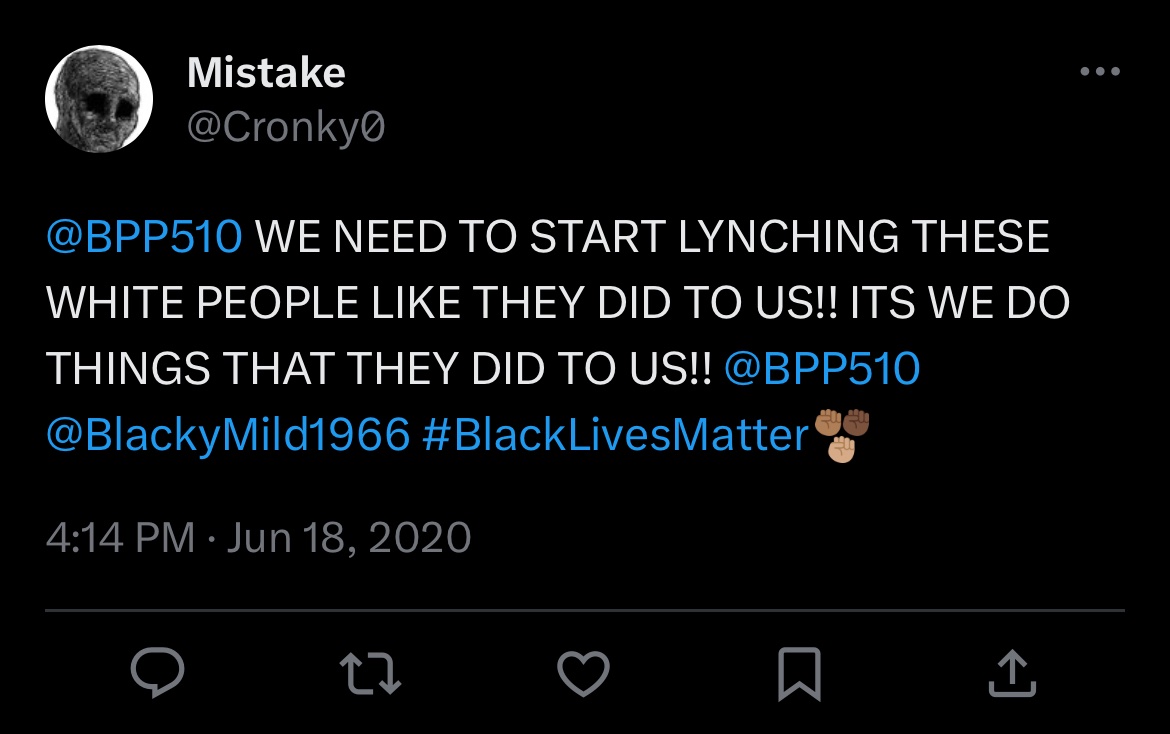 Mistake
@Cronky0
@BPP510 WE NEED TO START LYNCHING THESE
WHITE PEOPLE LIKE THEY DID TO US!! ITS WE DO
THINGS THAT THEY DID TO US!! @BPP510
@BlackyMild1966 #BlackLivesMatter
4:14 PM · Jun 18, 2020